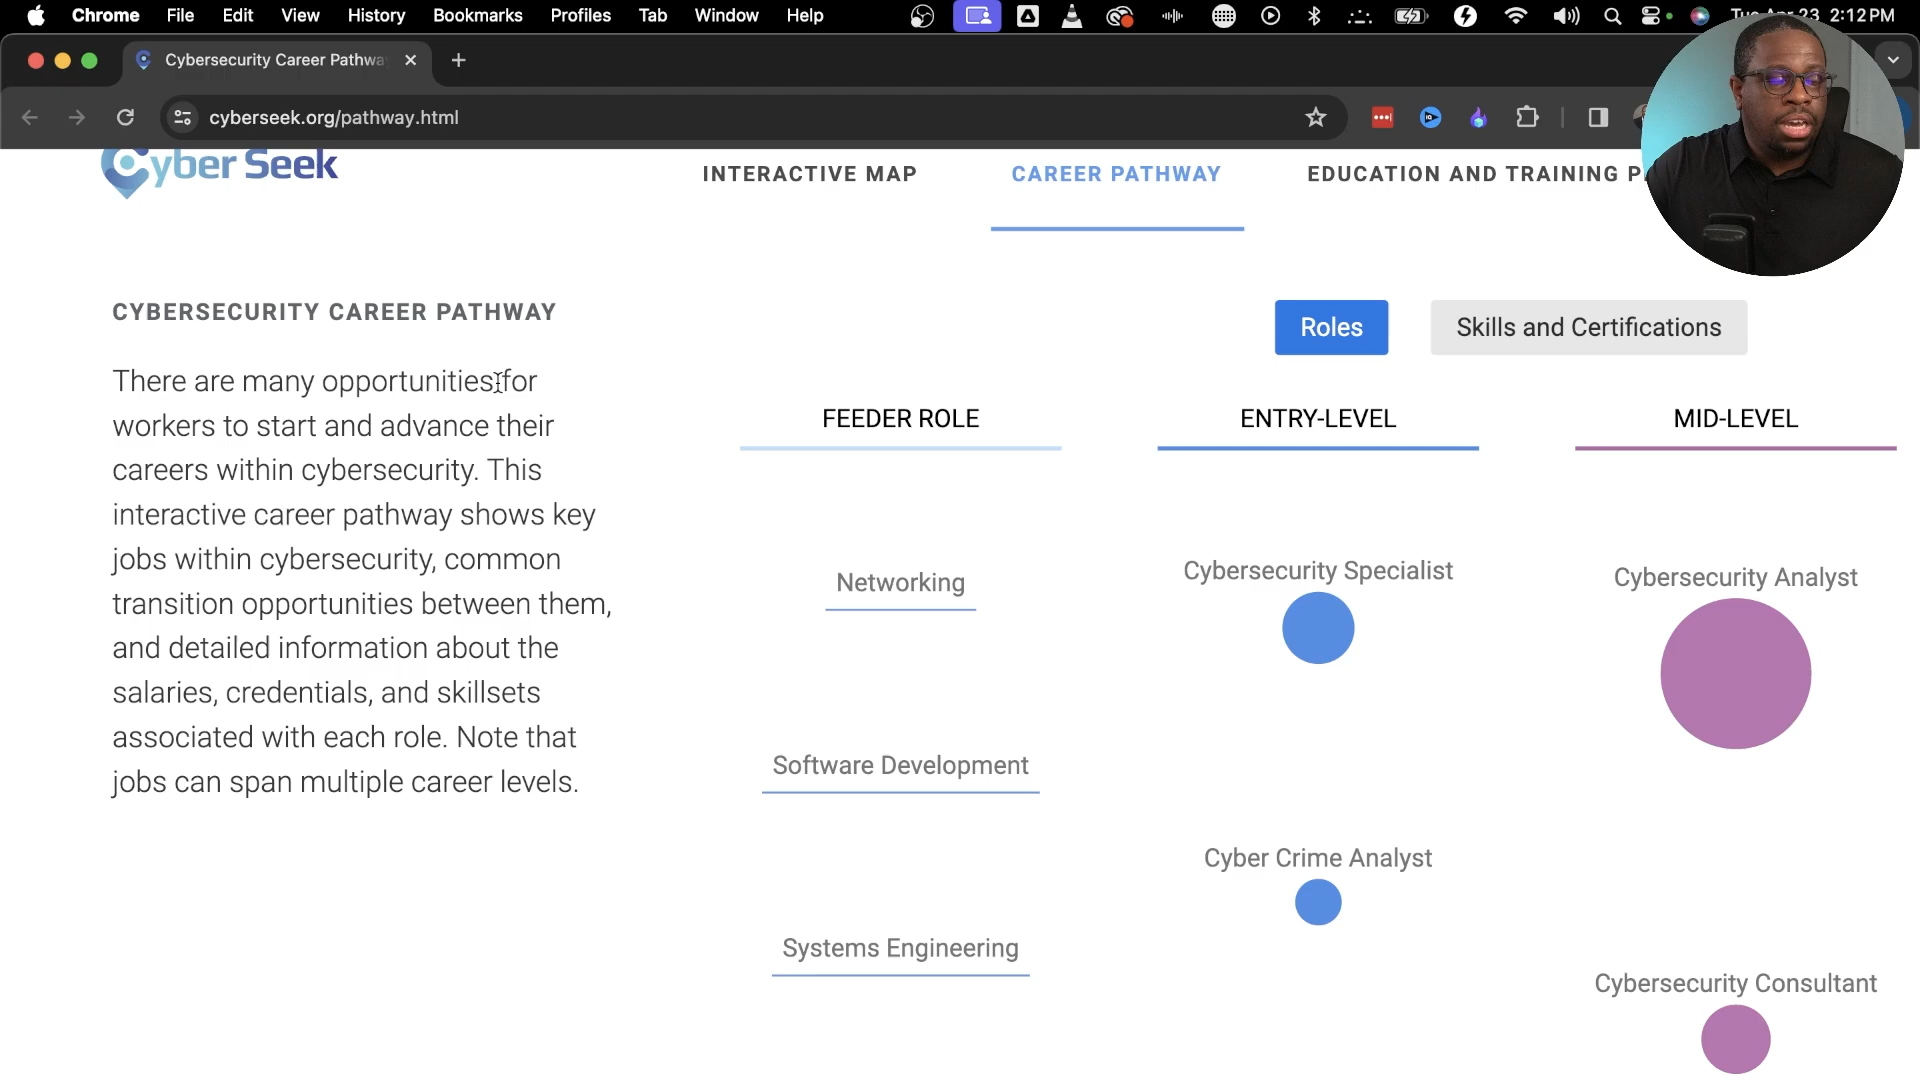 Chrome File Edit View History Bookmarks Profiles Tab Window Help 2:12 PM
Cybersecurity Career Pathwa
cyberseek.org/pathway.html
Cyber Seek
INTERACTIVE MAP CAREER PATHWAY EDUCATION AND TRAINING
CYBERSECURITY CAREER PATHWAY
There are many opportunities for
workers to start and advance their
careers within cybersecurity. This
interactive career pathway shows key
jobs within cybersecurity, common
transition opportunities between them,
and detailed information about the
salaries, credentials, and skillsets
associated with each role. Note that
jobs can span multiple career levels.
Roles Skills and Certifications
FEEDER ROLE ENTRY-LEVEL MID-LEVEL
Networking
Software Development
Systems Engineering
Cybersecurity Specialist
Cyber Crime Analyst
Cybersecurity Analyst
Cybersecurity Consultant